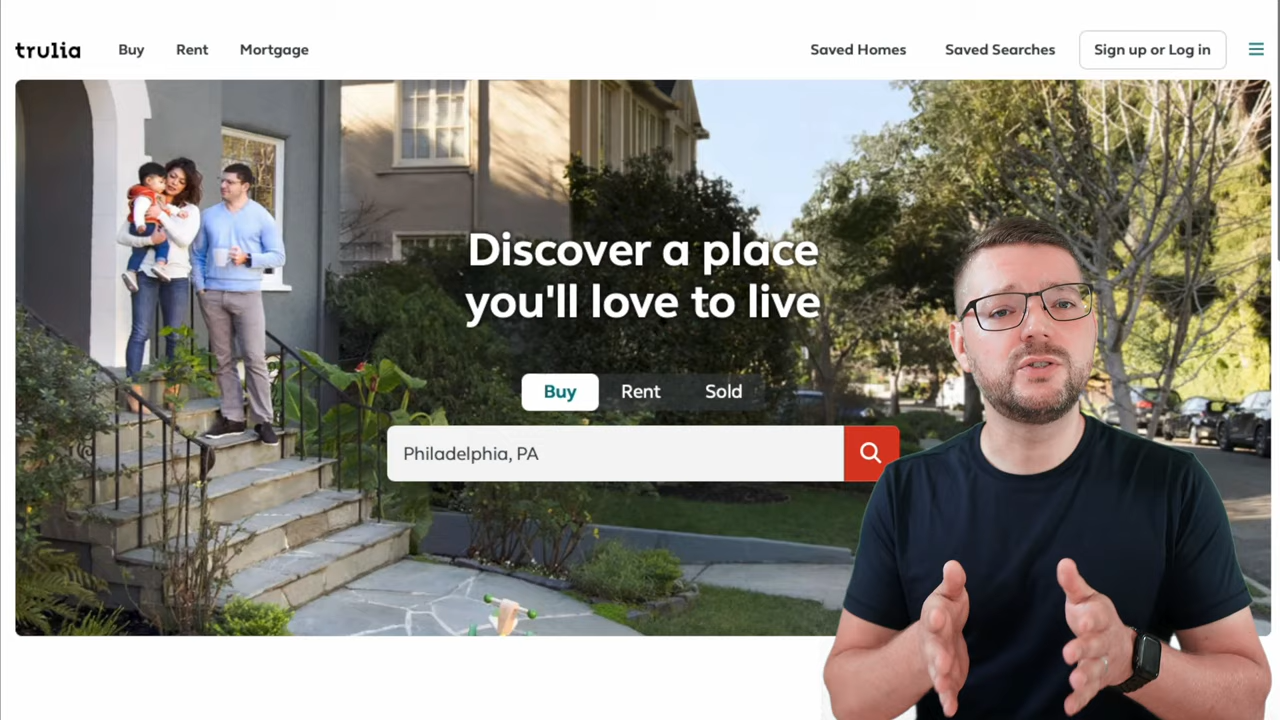 trulia
Buy
Rent
Mortgage
Saved Homes
Saved Searches
Sign up or Log in
Discover a place
you'll love to live
Buy
Rent
Sold
Philadelphia, PA